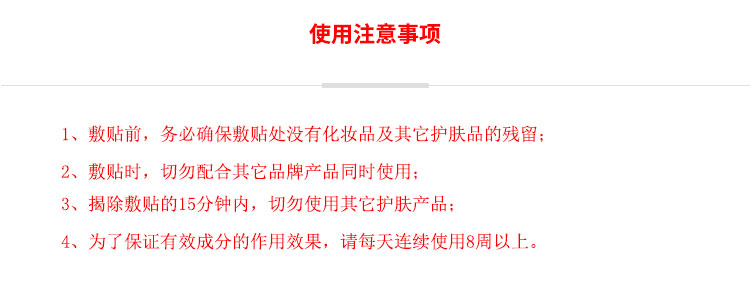 使用注意事项
1、敷贴前，务必确保敷贴处没有化妆品及其它护肤品的残留；
2、敷贴时，切勿配合其它品牌产品同时使用；
3、揭除敷贴的15分钟内，切勿使用其它护肤产品；
4、为了保证有效成分的作用效果，请每天连续使用8周以上。